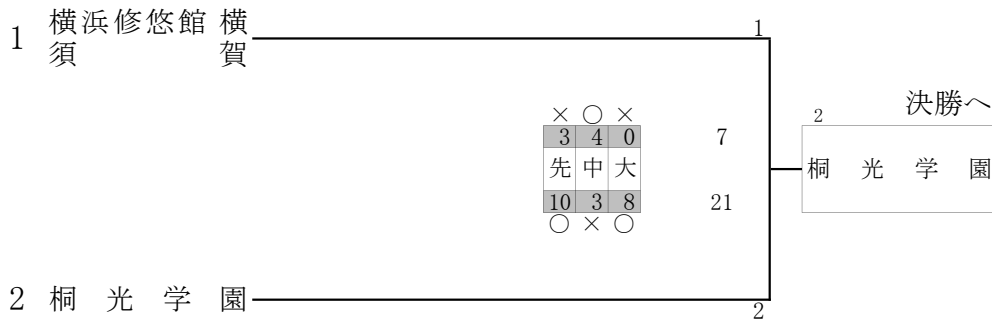 1 横浜修悠館 横
須賀
1
決勝へ
2
× ○ ×
3 4 0 7
先 中 大
桐光学園
10 3 8 21
○ × ○
2 桐光学園
2